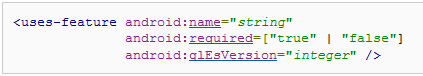 <uses-feature android:name="string"
android:required=["true" | "false"]
android:glEsVersion="integer" />